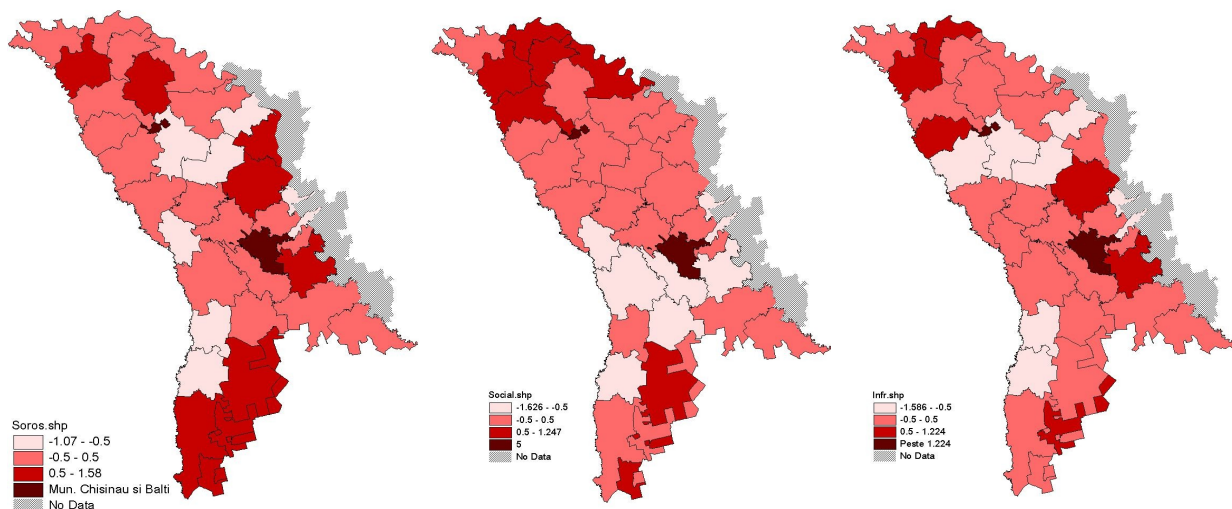 Soros.shp
-1.07 - -0.5
-0.5 - 0.5
0.5 - 1.58
Mun. Chisinau si Balti
No Data
Social.shp
-1.626 - -0.5
-0.5 - 0.5
0.5 - 1.247
5
No Data
Infr.shp
-1.586 - -0.5
-0.5 - 0.5
0.5 - 1.224
Peste 1.224
No Data